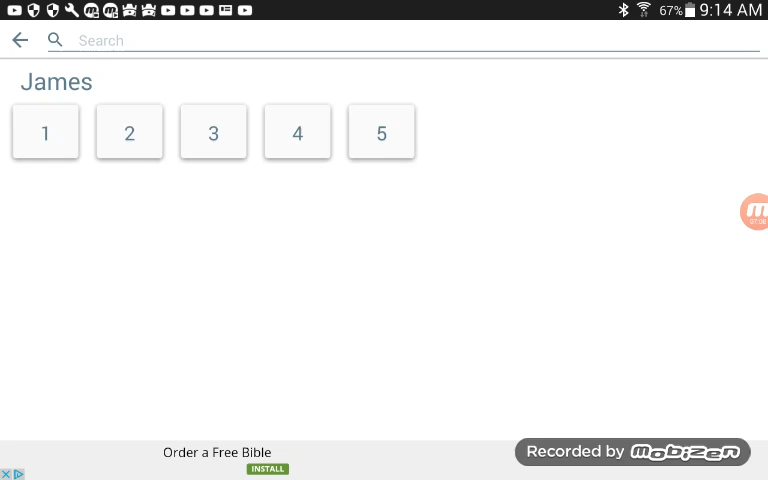 67% 9:14 AM
Search
James
1 2 3 4 5
Order a Free Bible
INSTALL
Recorded by mobizen